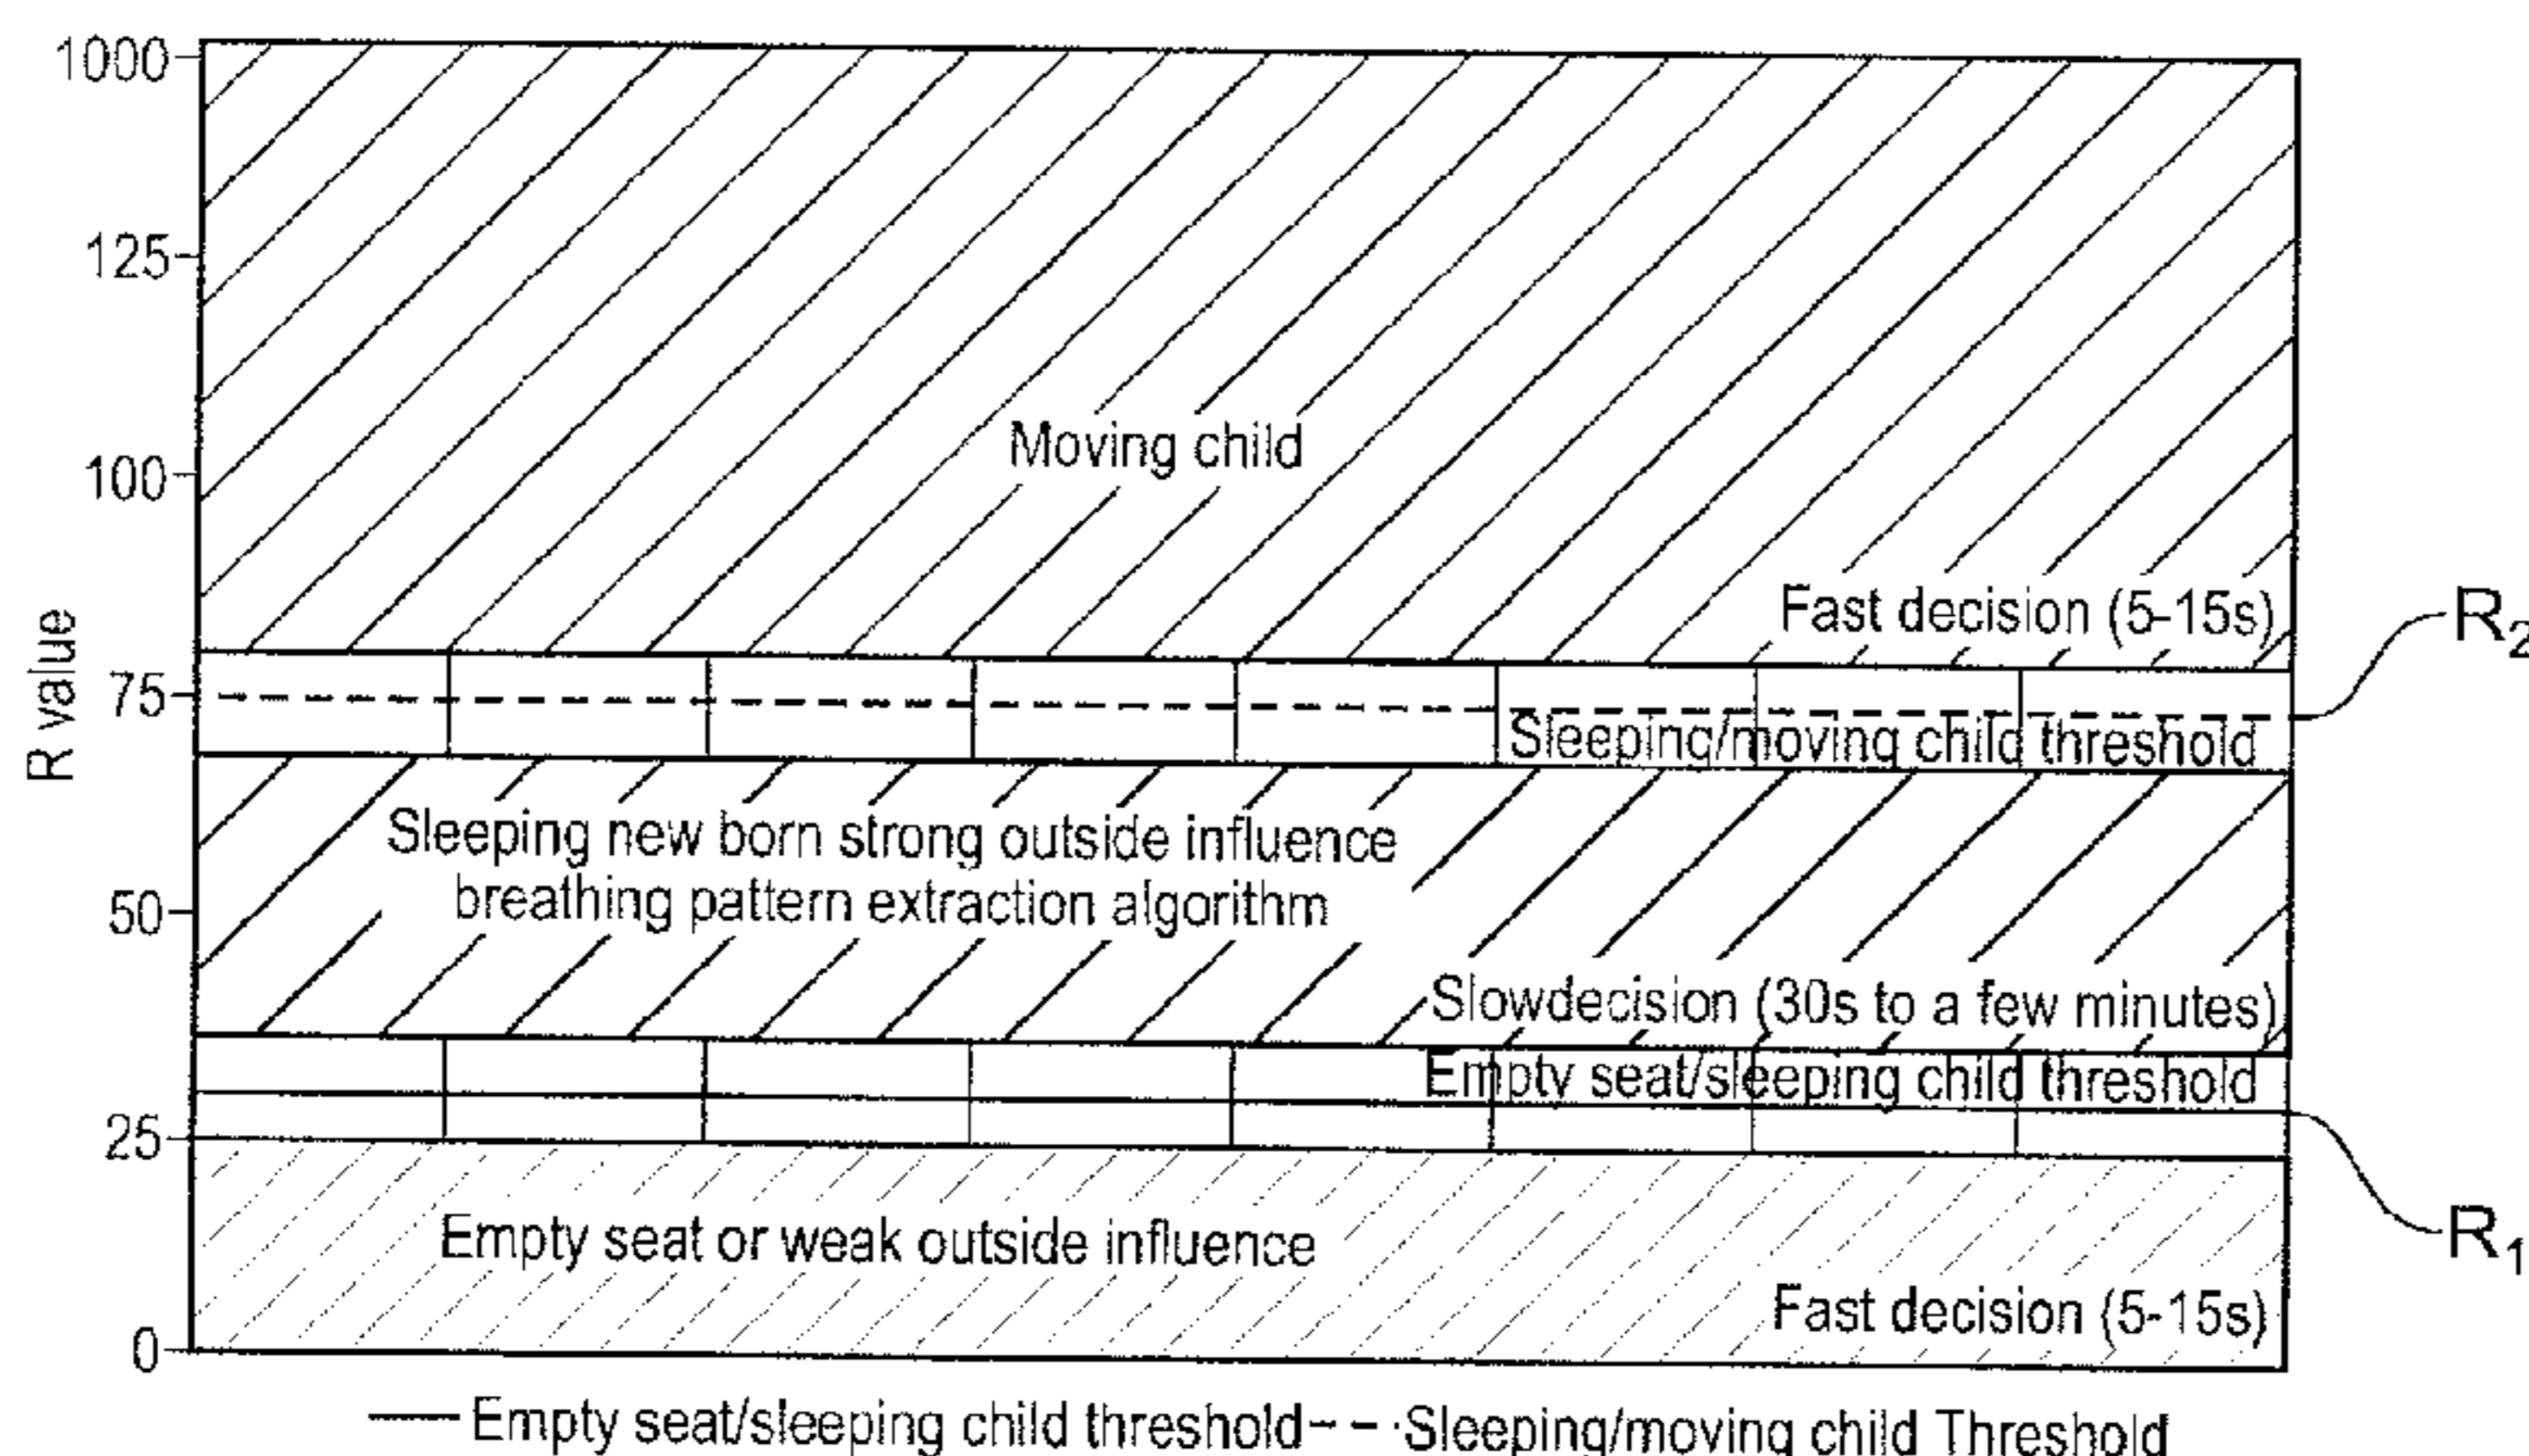 1000
125
100
75
50
25
0
R value
Moving child
Fast decision (5-15s)
R2
Sleeping/moving child threshold
Sleeping new born strong outside influence
breathing pattern extraction algorithm
Slowdecision (30s to a few minutes)
Empty seat/sleeping child threshold
R1
Empty seat or weak outside influence
Fast decision (5-15s)
Empty seat/sleeping child threshold
Sleeping/moving child Threshold